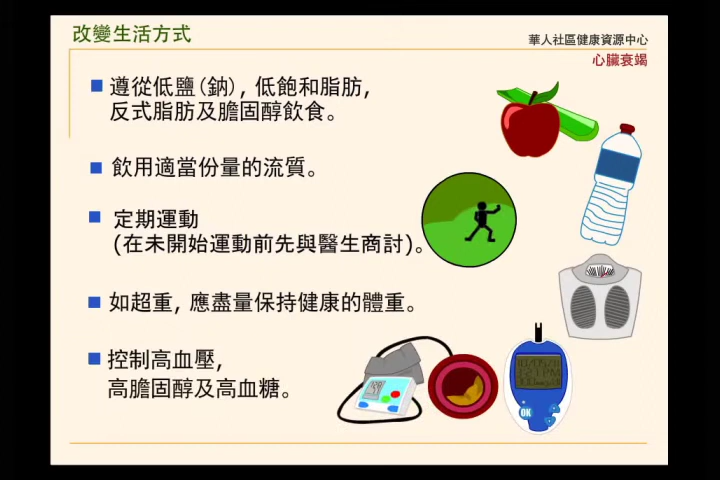 改變生活方式
華人社區健康資源中心
心臟衰竭
遵從低鹽(鈉), 低飽和脂肪,
反式脂肪及膽固醇飲食。
飲用適當份量的流質。
定期運動
(在未開始運動前先與醫生商討)。
如超重, 應盡量保持健康的體重。
控制高血壓,
高膽固醇及高血糖。
OK